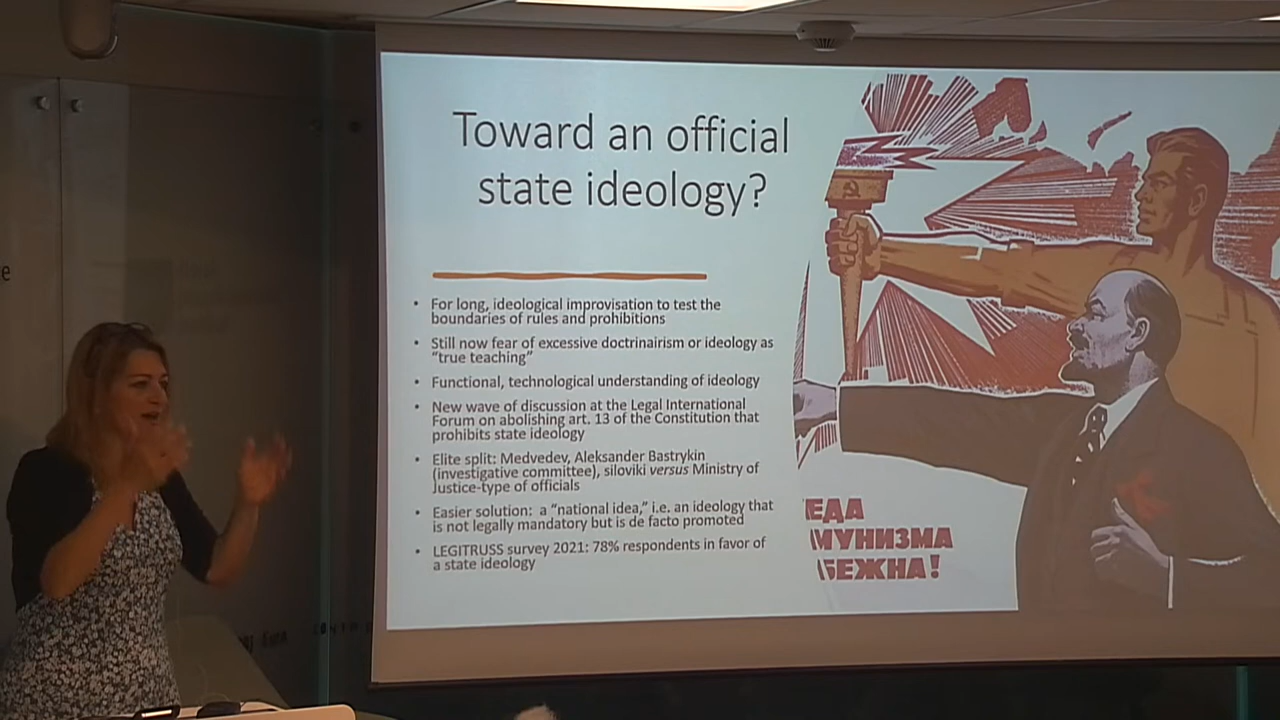 Toward an official
state ideology?
• For long, ideological improvisation to test the
boundaries of rules and prohibitions
• Still now fear of excessive doctrinairism or ideology as
“true teaching”
• Functional, technological understanding of ideology
• New wave of discussion at the Legal International
Forum on abolishing art. 13 of the Constitution that
prohibits state ideology
• Elite split: Medvedev, Aleksander Bastrykin
(investigative committee), siloviki versus Ministry of
Justice-type of officials
• Easier solution: a “national idea,” i.e. an ideology that
is not legally mandatory but is de facto promoted
• LEGITRUSS survey 2021: 78% respondents in favor of
a state ideology
ЕДА
МУНИЗМА
БЕЖНА!